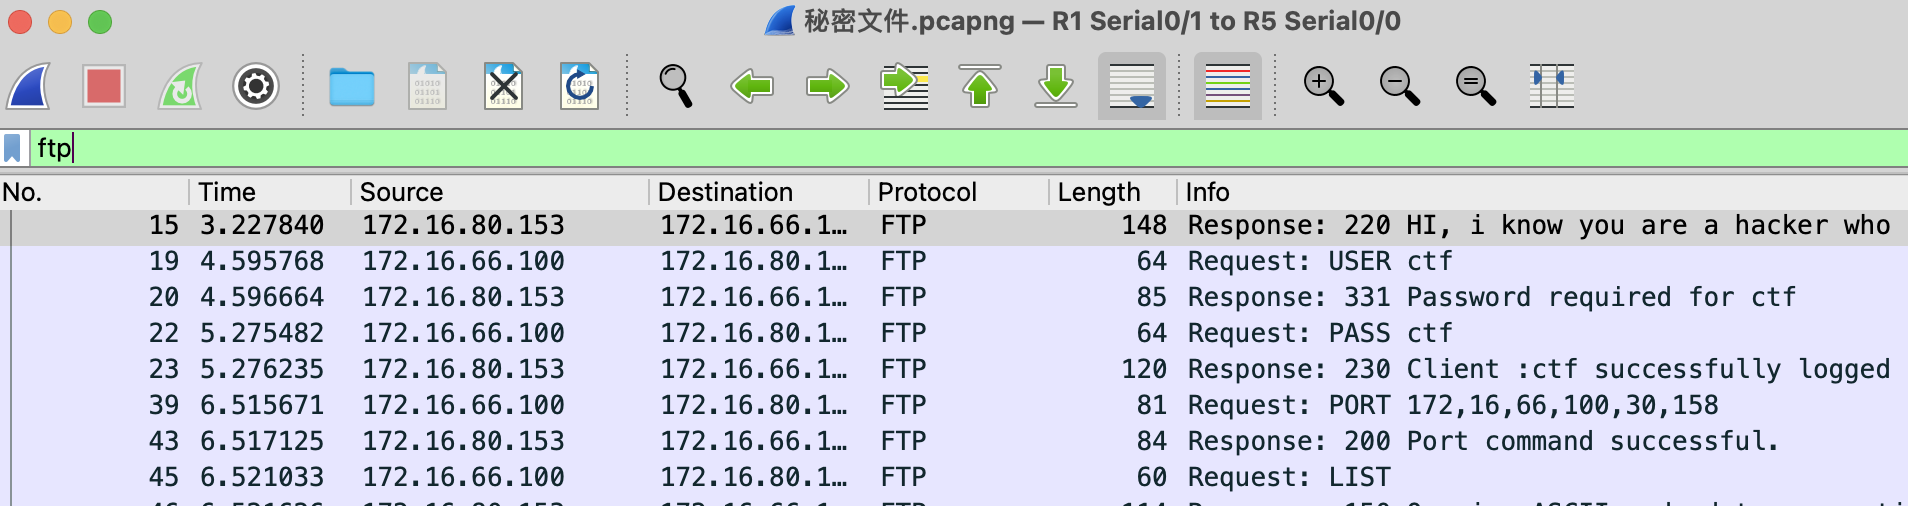 秘密文件.pcapng — R1 Serial0/1 to R5 Serial0/0
ftp
No. Time Source Destination Protocol Length Info
15 3.227840 172.16.80.153 172.16.66.1… FTP 148 Response: 220 HI, i know you are a hacker who
19 4.595768 172.16.66.100 172.16.80.1… FTP 64 Request: USER ctf
20 4.596664 172.16.80.153 172.16.66.1… FTP 85 Response: 331 Password required for ctf
22 5.275482 172.16.66.100 172.16.80.1… FTP 64 Request: PASS ctf
23 5.276235 172.16.80.153 172.16.66.1… FTP 120 Response: 230 Client :ctf successfully logged
39 6.515671 172.16.66.100 172.16.80.1… FTP 81 Request: PORT 172,16,66,100,30,158
43 6.517125 172.16.80.153 172.16.66.1… FTP 84 Response: 200 Port command successful.
45 6.521033 172.16.66.100 172.16.80.1… FTP 60 Request: LIST